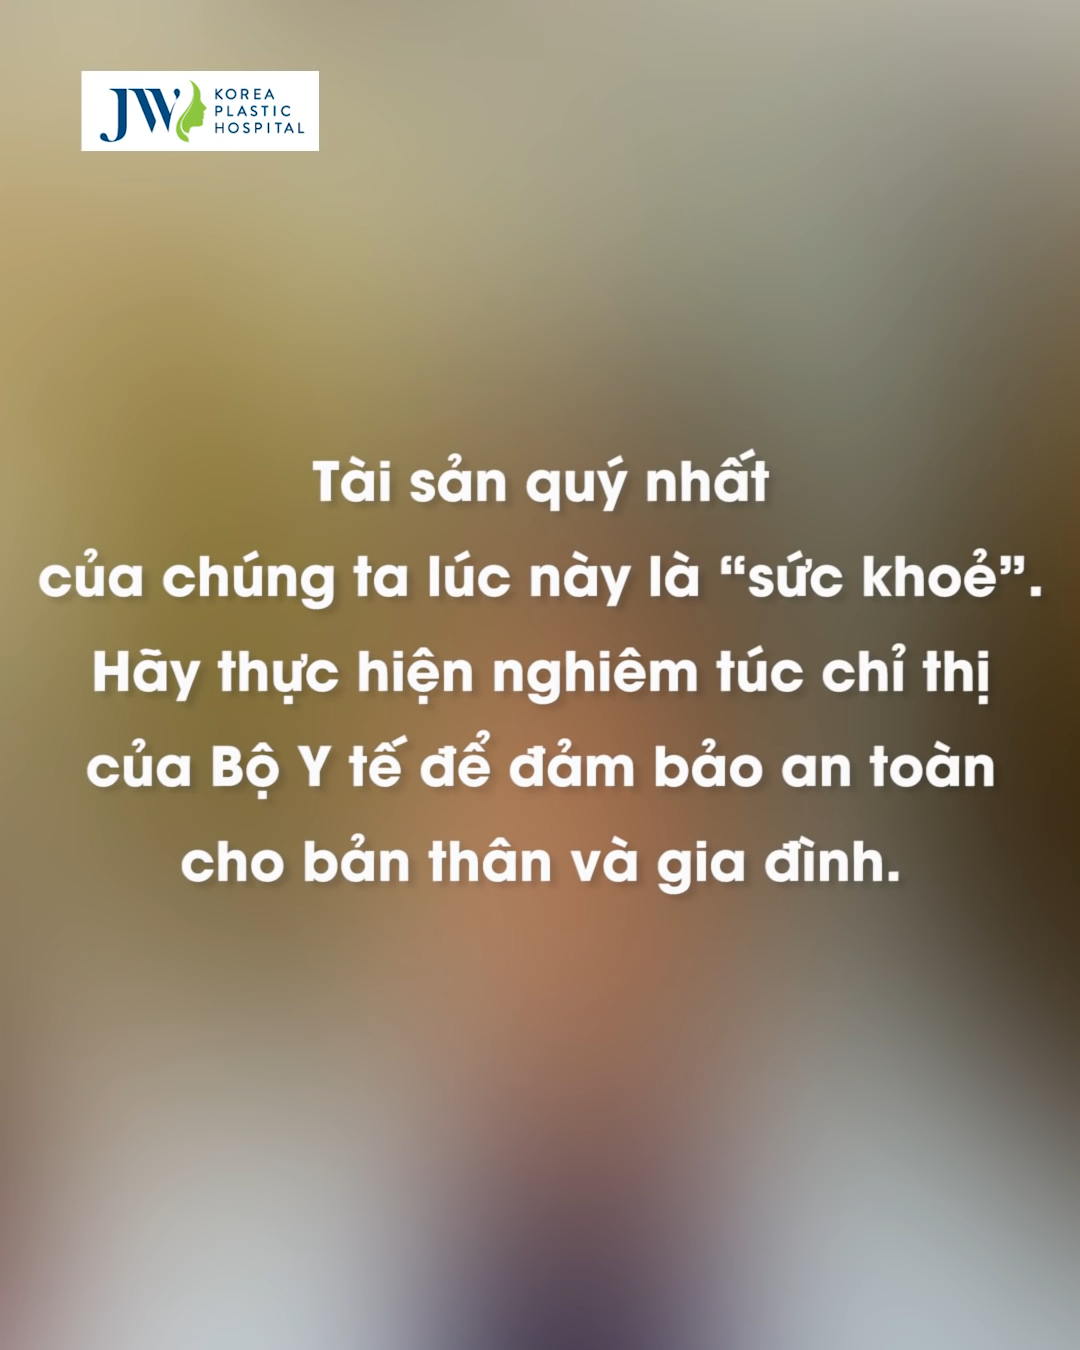 JW KOREA
PLASTIC
HOSPITAL
Tài sản quý nhất
của chúng ta lúc này là “sức khoẻ”.
Hãy thực hiện nghiêm túc chỉ thị
của Bộ Y tế để đảm bảo an toàn
cho bản thân và gia đình.